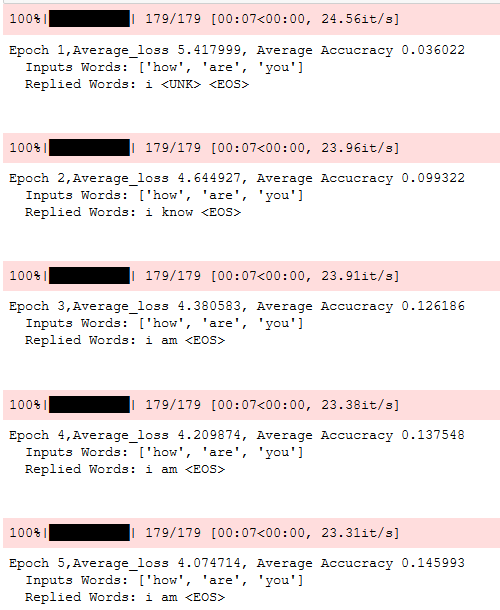 100%|██████████| 179/179 [00:07<00:00, 24.56it/s]
Epoch 1,Average_loss 5.417999, Average Accucracy 0.036022
Inputs Words: ['how', 'are', 'you']
Replied Words: i <UNK> <EOS>
100%|██████████| 179/179 [00:07<00:00, 23.96it/s]
Epoch 2,Average_loss 4.644927, Average Accucracy 0.099322
Inputs Words: ['how', 'are', 'you']
Replied Words: i know <EOS>
100%|██████████| 179/179 [00:07<00:00, 23.91it/s]
Epoch 3,Average_loss 4.380583, Average Accucracy 0.126186
Inputs Words: ['how', 'are', 'you']
Replied Words: i am <EOS>
100%|██████████| 179/179 [00:07<00:00, 23.38it/s]
Epoch 4,Average_loss 4.209874, Average Accucracy 0.137548
Inputs Words: ['how', 'are', 'you']
Replied Words: i am <EOS>
100%|██████████| 179/179 [00:07<00:00, 23.31it/s]
Epoch 5,Average_loss 4.074714, Average Accucracy 0.145993
Inputs Words: ['how', 'are', 'you']
Replied Words: i am <EOS>